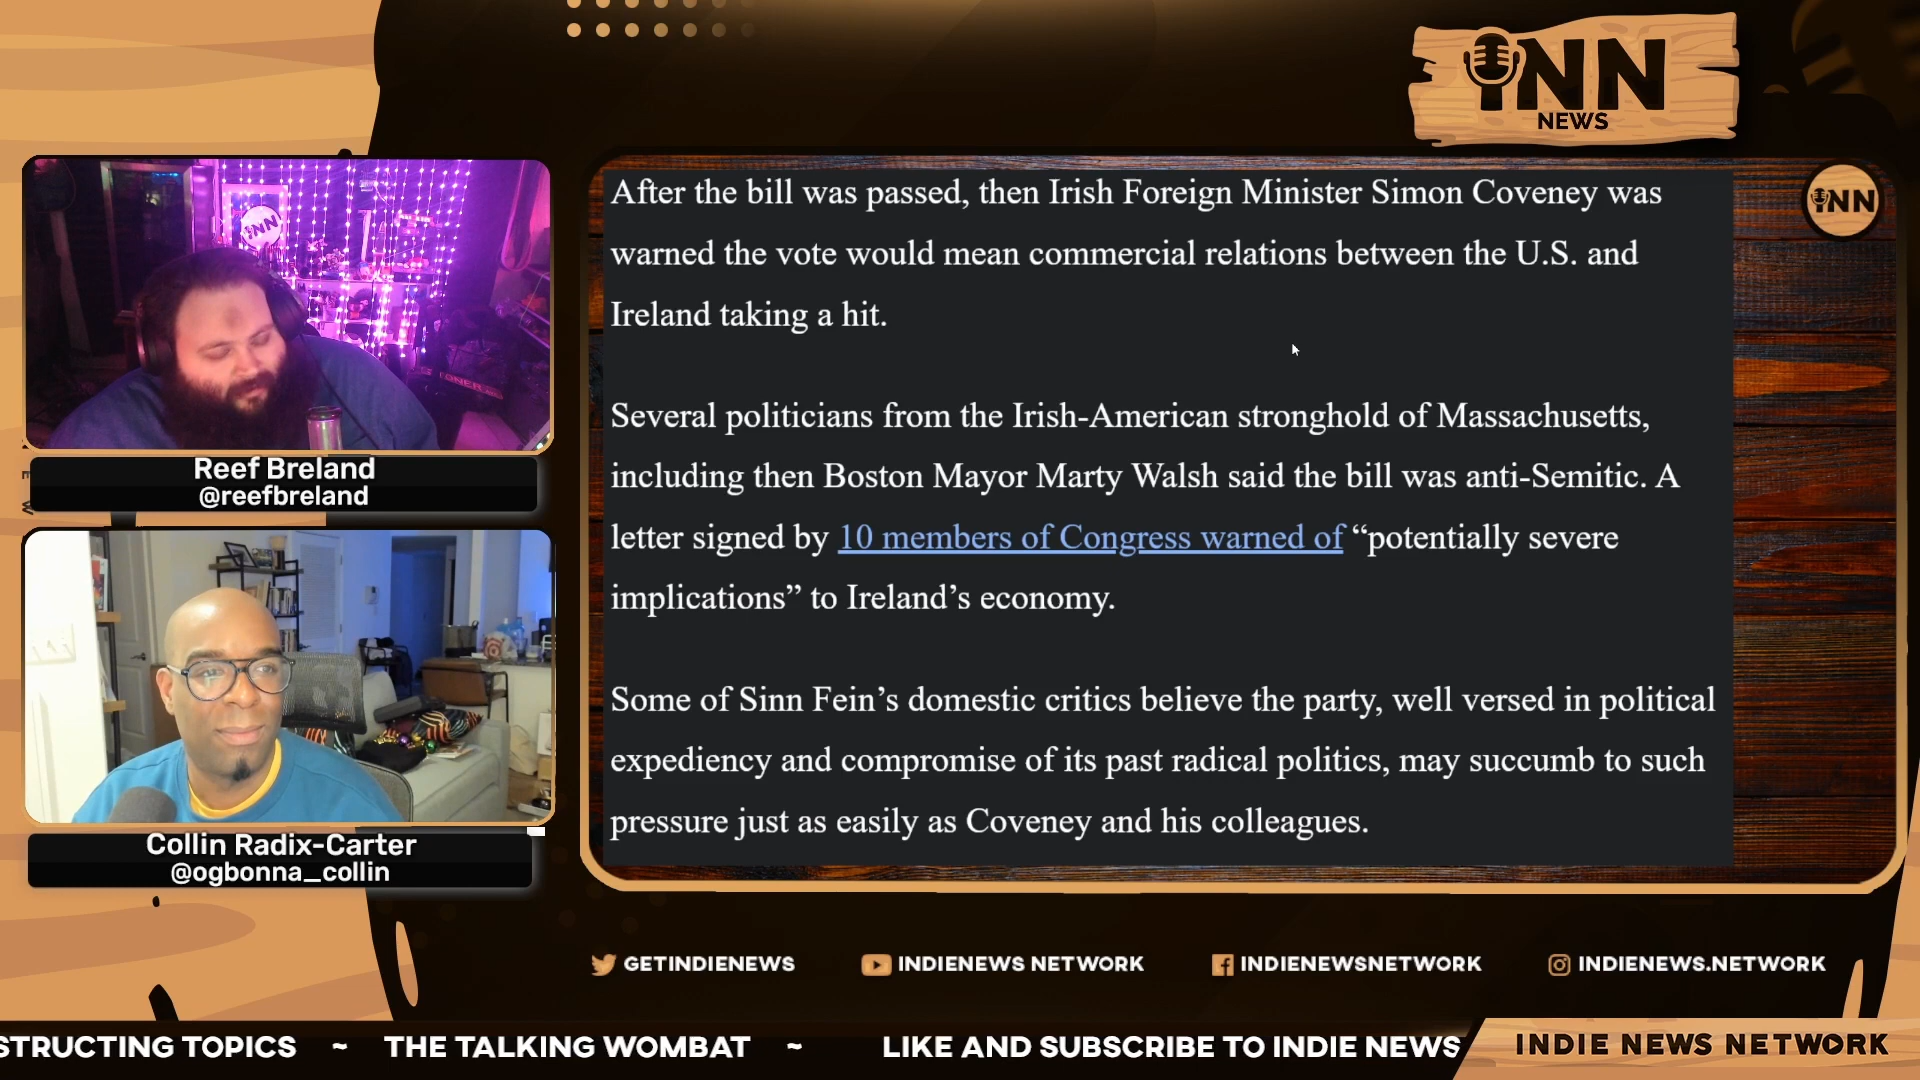 iNN
NEWS
iNN
After the bill was passed, then Irish Foreign Minister Simon Coveney was
warned the vote would mean commercial relations between the U.S. and
Ireland taking a hit.
Several politicians from the Irish-American stronghold of Massachusetts,
including then Boston Mayor Marty Walsh said the bill was anti-Semitic. A
letter signed by 10 members of Congress warned of “potentially severe
implications” to Ireland’s economy.
Some of Sinn Fein’s domestic critics believe the party, well versed in political
expediency and compromise of its past radical politics, may succumb to such
pressure just as easily as Coveney and his colleagues.
iNN
Reef Breland
@reefbreland
Collin Radix-Carter
@ogbonna_collin
GETINDIENEWS
INDIENEWS NETWORK
INDIENEWSNETWORK
INDIENEWS.NETWORK
STRUCTING TOPICS ~ THE TALKING WOMBAT ~ LIKE AND SUBSCRIBE TO INDIE NEWS
INDIE NEWS NETWORK